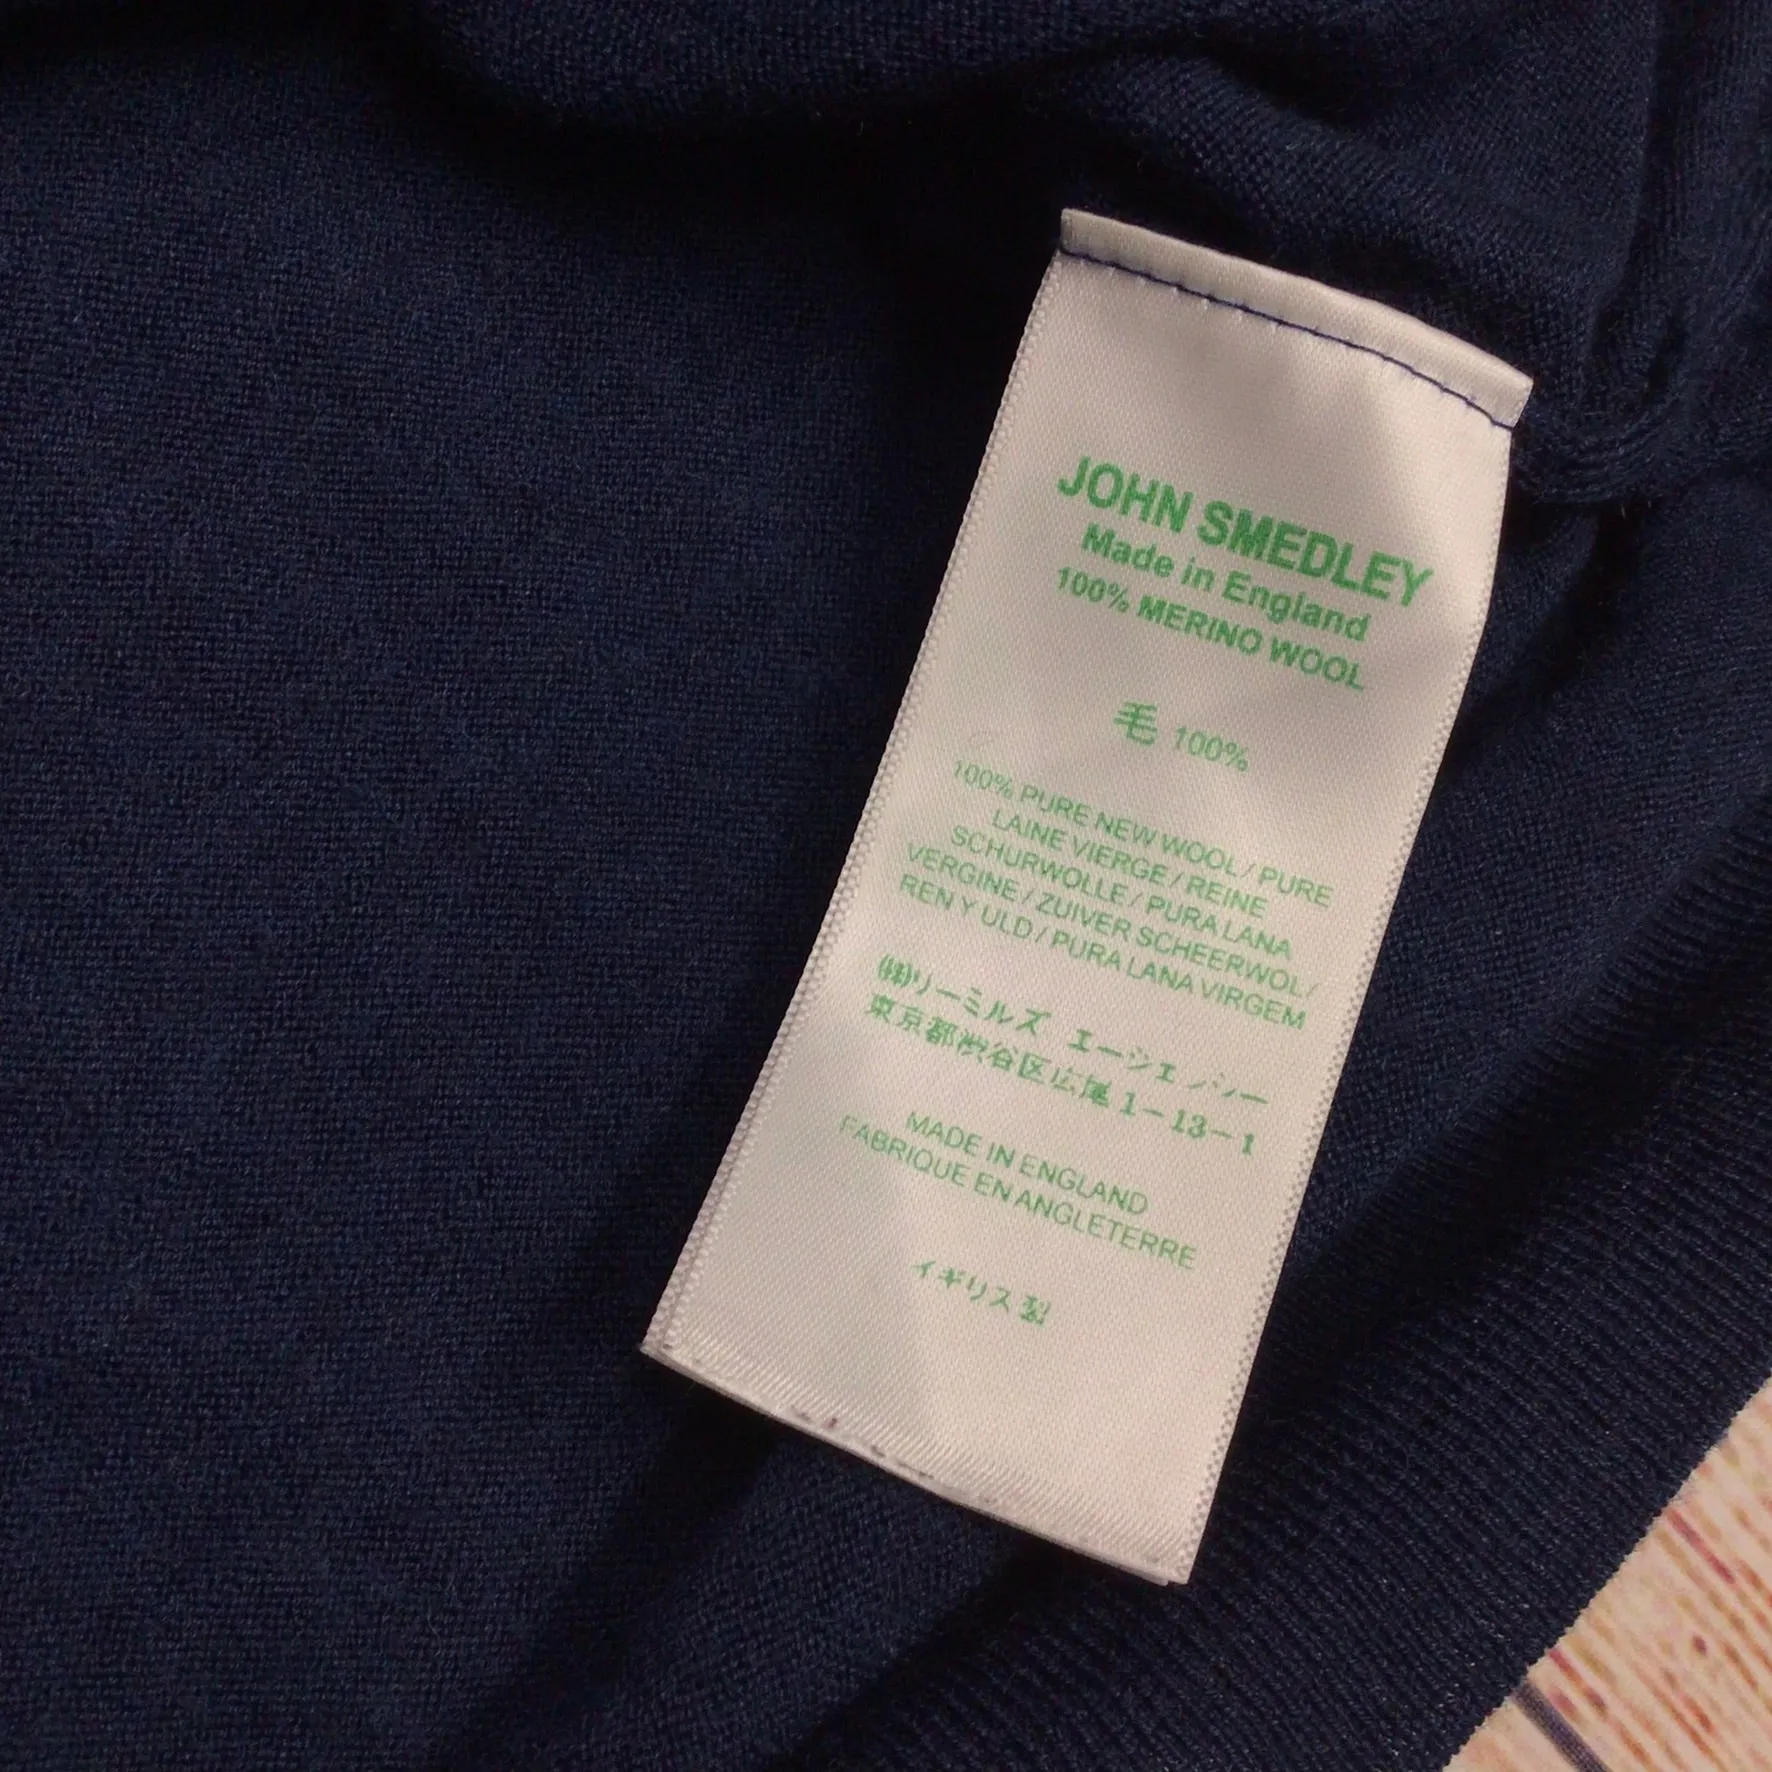 JOHN SMEDLEY
Made in England
100% MERINO WOOL
毛 100%
100% PURE NEW WOOL / PURE
LAINE VIERGE / REINE
SCHURWOLLE / PURA LANA
VERGINE / ZUIVER SCHEERWOL /
REN Y ULD / PURA LANA VIRGEM
(株)リーミルズ エージェンシー
東京都渋谷区広尾 1-13-1
MADE IN ENGLAND
FABRIQUE EN ANGLETERRE
イギリス製